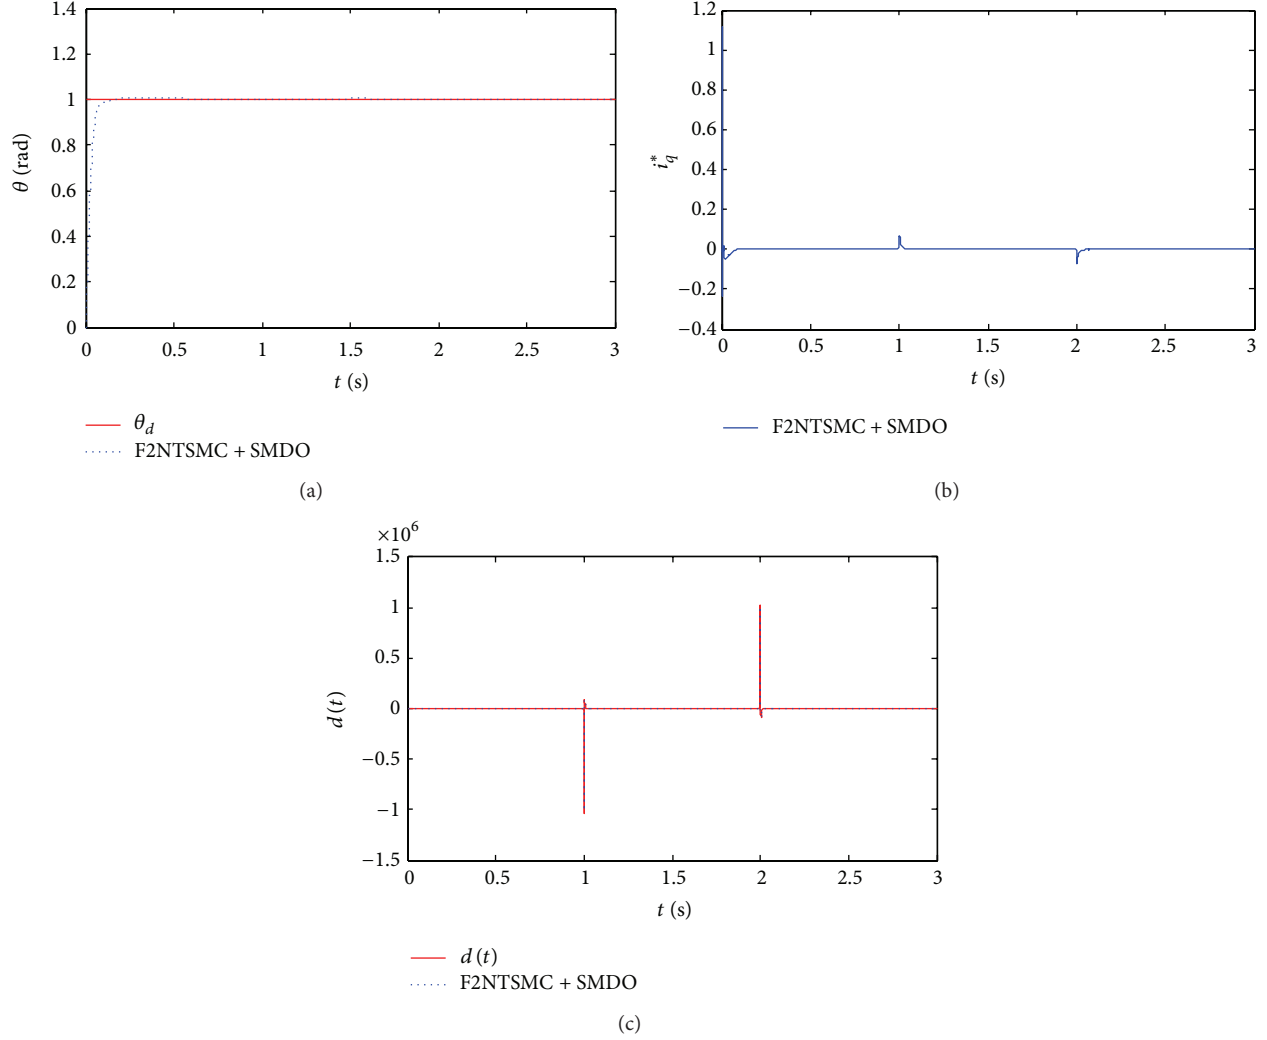 1.4
1.2
1
0.8
0.6
0.4
0.2
0
θ (rad)
0 0.5 1 1.5 2 2.5 3
t (s)
θd
F2NTSMC + SMDO
(a)
1.2
1
0.8
0.6
0.4
0.2
0
−0.2
−0.4
i*q
0 0.5 1 1.5 2 2.5 3
t (s)
F2NTSMC + SMDO
(b)
×10⁶
1.5
1
0.5
0
−0.5
−1
−1.5
d(t)
0 0.5 1 1.5 2 2.5 3
t (s)
d(t)
F2NTSMC + SMDO
(c)